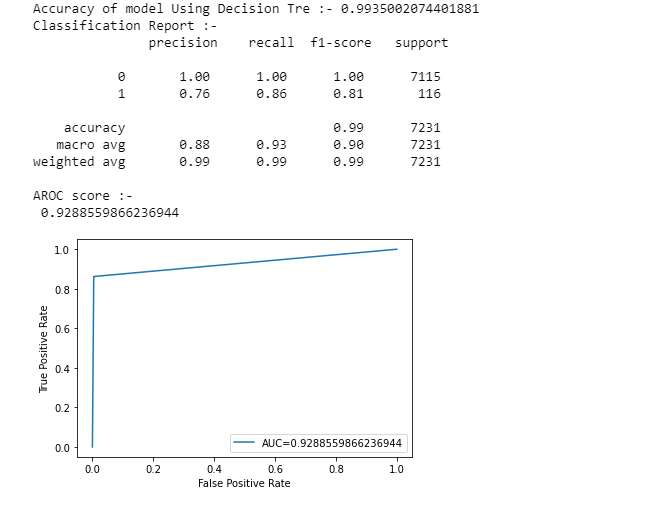 Accuracy of model Using Decision Tre :- 0.9935002074401881
Classification Report :-
precision recall f1-score support
0 1.00 1.00 1.00 7115
1 0.76 0.86 0.81 116
accuracy 0.99 7231
macro avg 0.88 0.93 0.90 7231
weighted avg 0.99 0.99 0.99 7231
AROC score :-
0.9288559866236944
1.0
0.8
0.6
0.4
0.2
0.0
True Positive Rate
AUC=0.9288559866236944
0.0 0.2 0.4 0.6 0.8 1.0
False Positive Rate